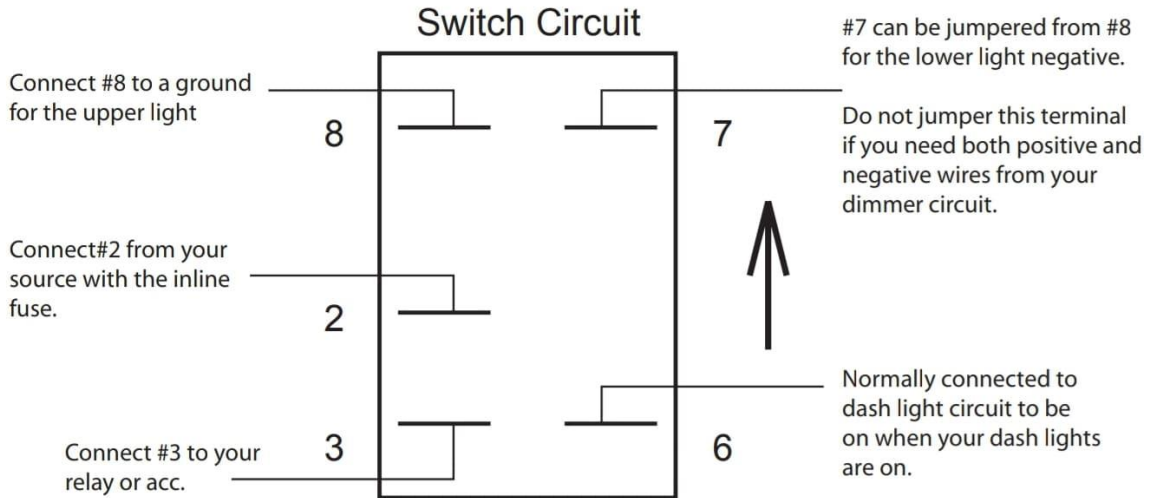 Switch Circuit
Connect #8 to a ground
for the upper light
8
#7 can be jumpered from #8
for the lower light negative.
7
Do not jumper this terminal
if you need both positive and
negative wires from your
dimmer circuit.
Connect#2 from your
source with the inline
fuse.
2
Connect #3 to your
relay or acc.
3
6
Normally connected to
dash light circuit to be
on when your dash lights
are on.